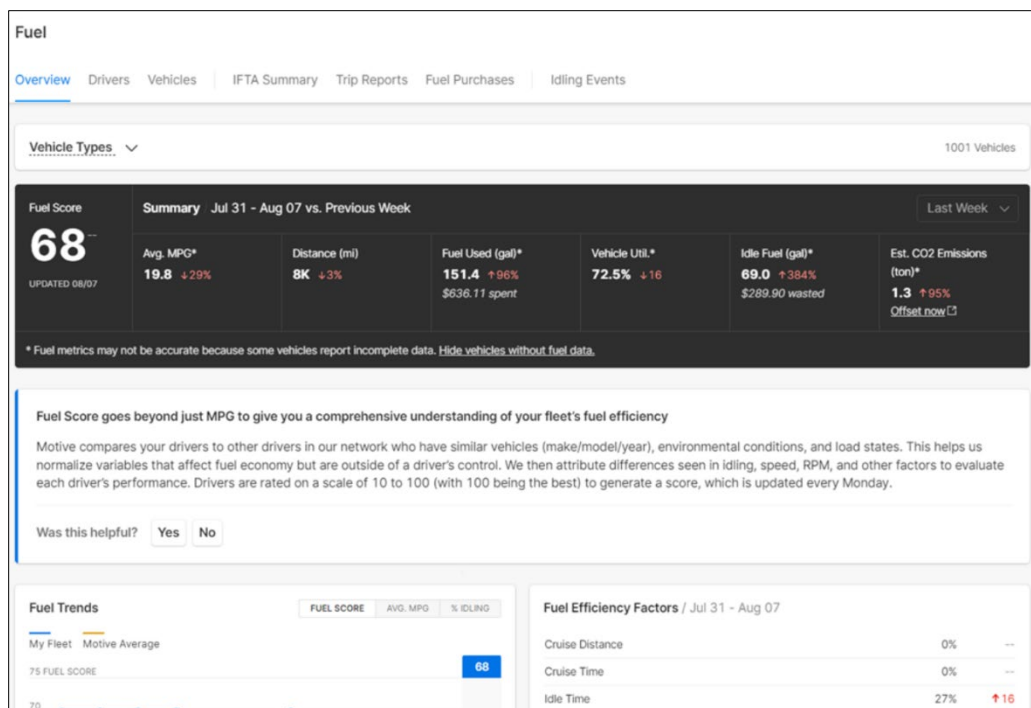 Fuel
Overview Drivers Vehicles IFTA Summary Trip Reports Fuel Purchases Idling Events
Vehicle Types
1001 Vehicles
Fuel Score
68 --
UPDATED 08/07
Summary / Jul 31 - Aug 07 vs. Previous Week
Last Week
Avg. MPG*
19.8 ↓29%
Distance (mi)
8K ↓3%
Fuel Used (gal)*
151.4 ↑96%
$636.11 spent
Vehicle Util.*
72.5% ↓16
Idle Fuel (gal)*
69.0 ↑384%
$289.90 wasted
Est. CO2 Emissions
(ton)*
1.3 ↑95%
Offset now
* Fuel metrics may not be accurate because some vehicles report incomplete data. Hide vehicles without fuel data.
Fuel Score goes beyond just MPG to give you a comprehensive understanding of your fleet's fuel efficiency
Motive compares your drivers to other drivers in our network who have similar vehicles (make/model/year), environmental conditions, and load states. This helps us
normalize variables that affect fuel economy but are outside of a driver's control. We then attribute differences seen in idling, speed, RPM, and other factors to evaluate
each driver's performance. Drivers are rated on a scale of 10 to 100 (with 100 being the best) to generate a score, which is updated every Monday.
Was this helpful? Yes No
Fuel Trends
FUEL SCORE AVG. MPG % IDLING
My Fleet Motive Average
75 FUEL SCORE
68
70
Fuel Efficiency Factors / Jul 31 - Aug 07
Cruise Distance 0% --
Cruise Time 0% --
Idle Time 27% ↑16